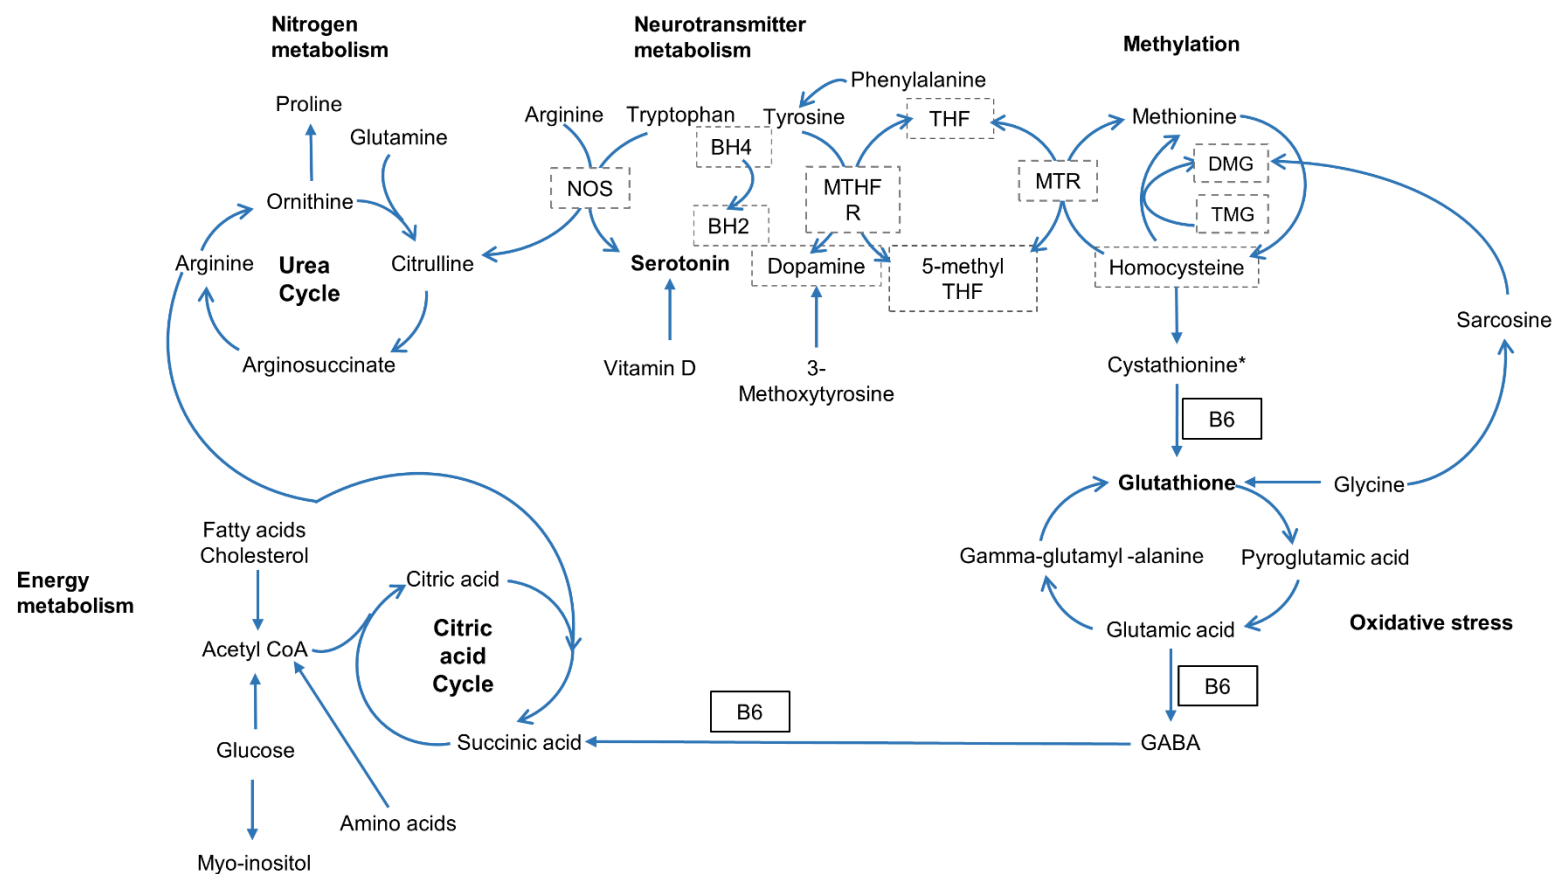 Nitrogen
metabolism
Neurotransmitter
metabolism
Methylation
Proline
Glutamine
Ornithine
Arginine
Urea
Cycle
Citrulline
Arginosuccinate
Arginine
Tryptophan
NOS
BH4
BH2
Serotonin
Vitamin D
Phenylalanine
Tyrosine
MTHF
R
THF
Dopamine
5-methyl
THF
3-
Methoxytyrosine
MTR
Methionine
DMG
TMG
Homocysteine
Sarcosine
Cystathionine*
B6
Glutathione
Glycine
Gamma-glutamyl -alanine
Pyroglutamic acid
Glutamic acid
Oxidative stress
B6
GABA
B6
Energy
metabolism
Fatty acids
Cholesterol
Citric acid
Acetyl CoA
Citric
acid
Cycle
Succinic acid
Glucose
Amino acids
Myo-inositol